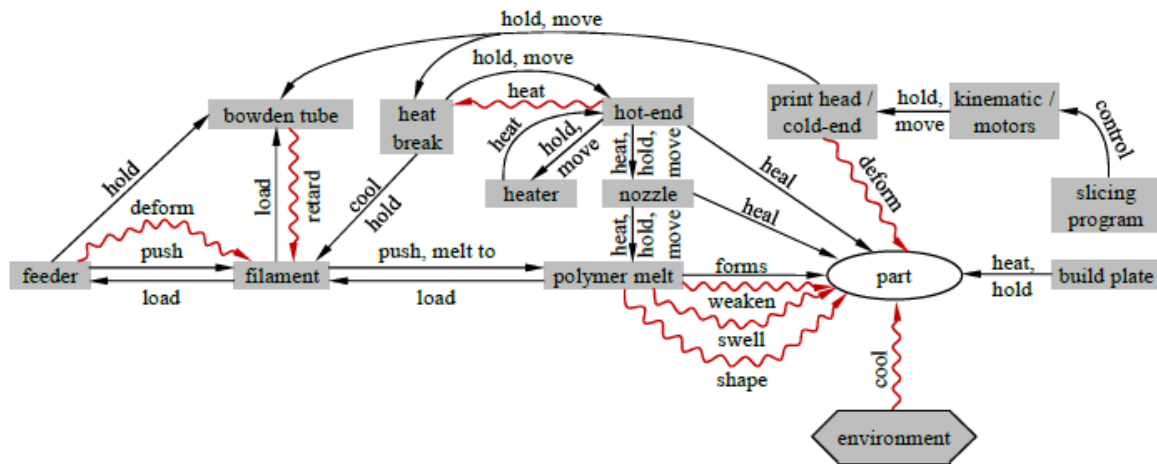 hold, move
hold, move
bowden tube
heat
break
heat
hot-end
print head /
cold-end
hold,
move
kinematic /
motors
control
slicing
program
hold
load
retard
cool
hold
heat
hold,
move
heater
heat,
hold,
move
nozzle
heal
heal
deform
deform
push
feeder
load
filament
push, melt to
load
heat,
hold,
move
polymer melt
forms
weaken
swell
shape
part
heat,
hold
build plate
cool
environment